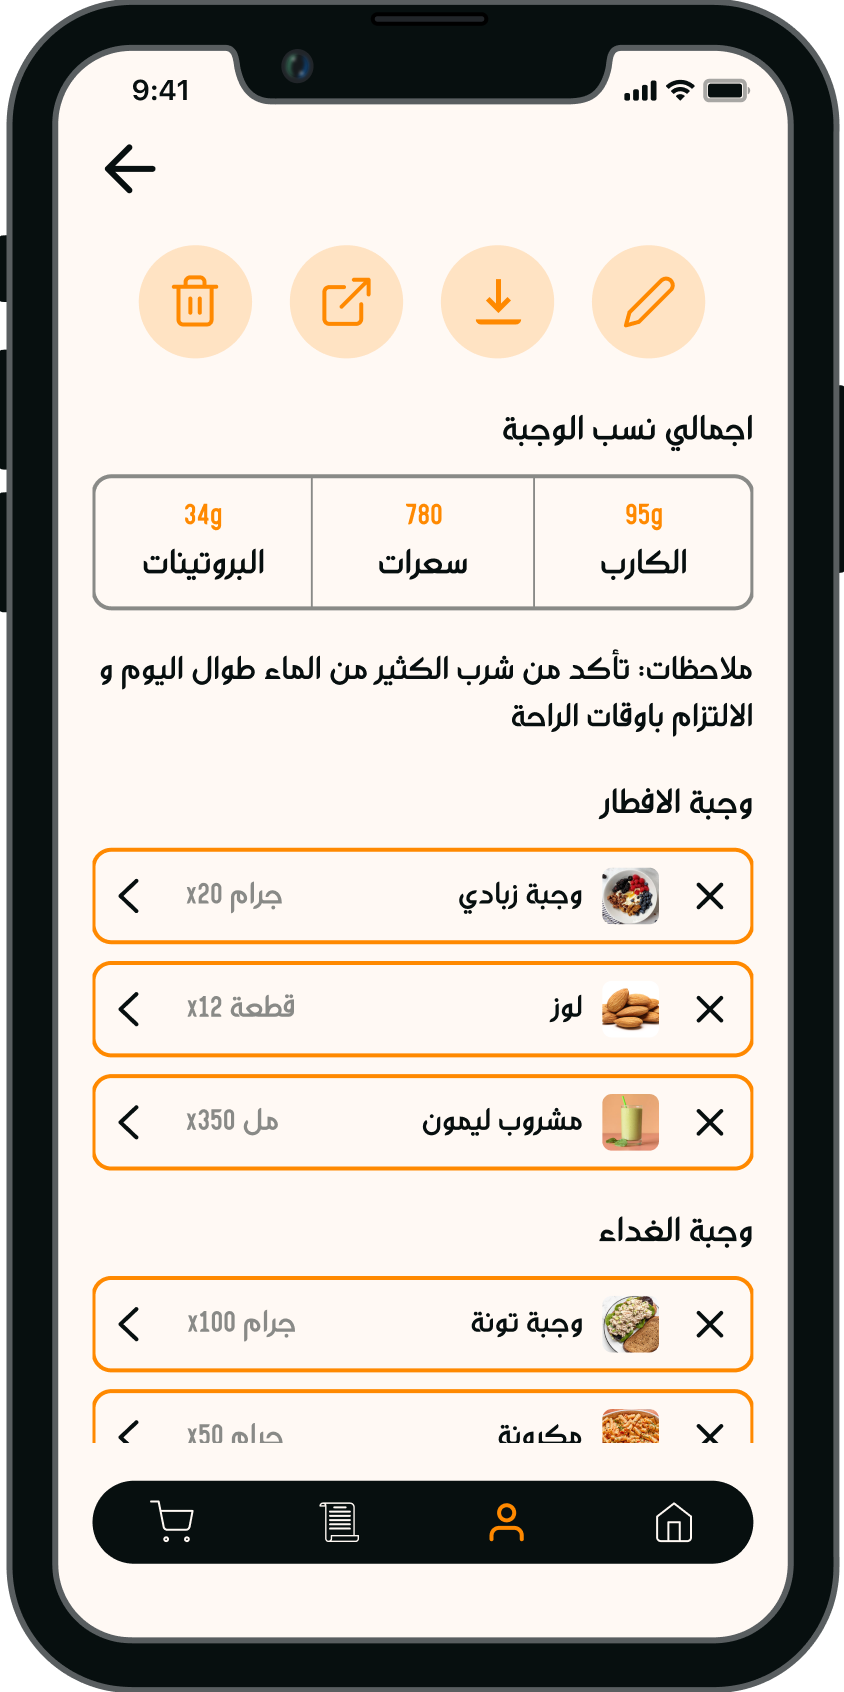 9:41
اجمالي نسب الوجبة
95g
الكارب
780
سعرات
34g
البروتينات
ملاحظات: تأكد من شرب الكثير من الماء طوال اليوم و
الالتزام باوقات الراحة
وجبة الافطار
وجبة زبادي
جرام x20
لوز
قطعة x12
مشروب ليمون
مل x350
وجبة الغداء
وجبة تونة
جرام x100
مكرونة
جرام x50